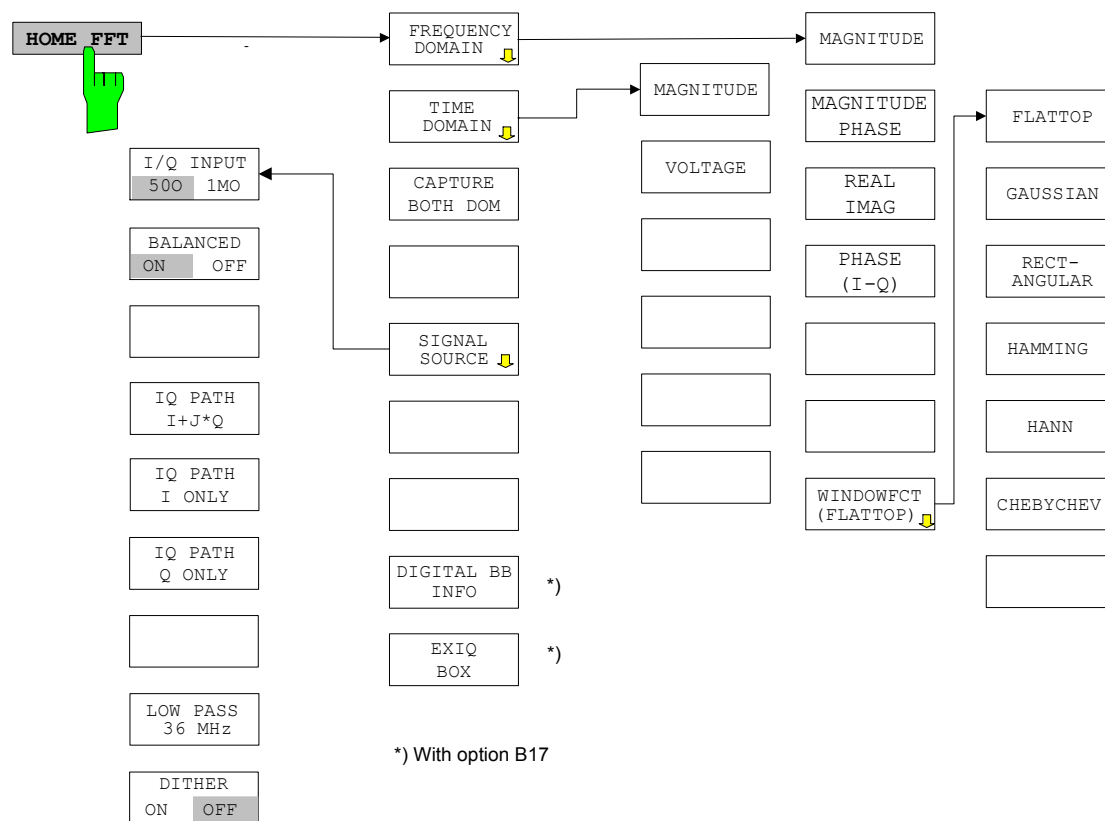 HOME FFT
-
FREQUENCY
DOMAIN
TIME
DOMAIN
CAPTURE
BOTH DOM
SIGNAL
SOURCE
DIGITAL BB
INFO
*)
EXIQ
BOX
*)
*) With option B17
I/Q INPUT
50O 1MO
BALANCED
ON OFF
IQ PATH
I+J*Q
IQ PATH
I ONLY
IQ PATH
Q ONLY
LOW PASS
36 MHz
DITHER
ON OFF
MAGNITUDE
VOLTAGE
MAGNITUDE
MAGNITUDE
PHASE
REAL
IMAG
PHASE
(I-Q)
WINDOWFCT
(FLATTOP)
FLATTOP
GAUSSIAN
RECT-
ANGULAR
HAMMING
HANN
CHEBYCHEV